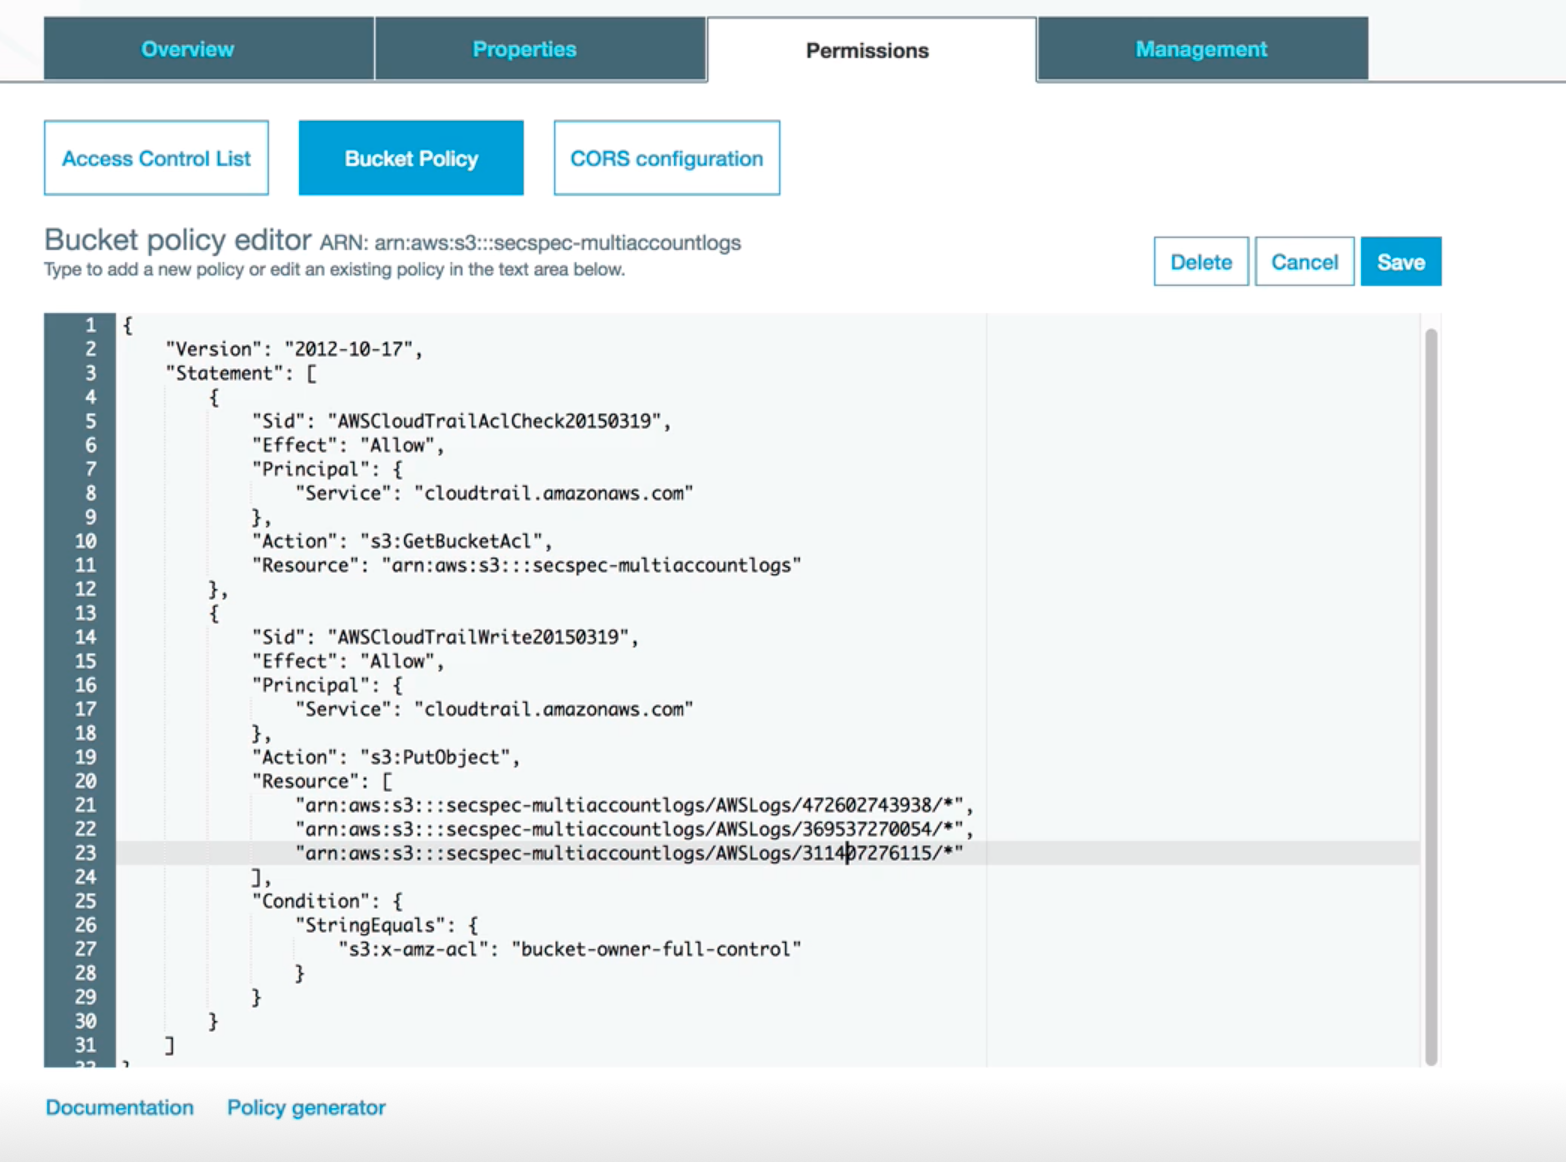 Overview Properties Permissions Management
Access Control List Bucket Policy CORS configuration
Bucket policy editor ARN: arn:aws:s3:::secspec-multiaccountlogs
Type to add a new policy or edit an existing policy in the text area below.
Delete Cancel Save
1 {
2 "Version": "2012-10-17",
3 "Statement": [
4 {
5 "Sid": "AWSCloudTrailAclCheck20150319",
6 "Effect": "Allow",
7 "Principal": {
8 "Service": "cloudtrail.amazonaws.com"
9 },
10 "Action": "s3:GetBucketAcl",
11 "Resource": "arn:aws:s3:::secspec-multiaccountlogs"
12 },
13 {
14 "Sid": "AWSCloudTrailWrite20150319",
15 "Effect": "Allow",
16 "Principal": {
17 "Service": "cloudtrail.amazonaws.com"
18 },
19 "Action": "s3:PutObject",
20 "Resource": [
21 "arn:aws:s3:::secspec-multiaccountlogs/AWSLogs/472602743938/*",
22 "arn:aws:s3:::secspec-multiaccountlogs/AWSLogs/369537270054/*",
23 "arn:aws:s3:::secspec-multiaccountlogs/AWSLogs/311407276115/*"
24 ],
25 "Condition": {
26 "StringEquals": {
27 "s3:x-amz-acl": "bucket-owner-full-control"
28 }
29 }
30 }
31 ]
Documentation Policy generator